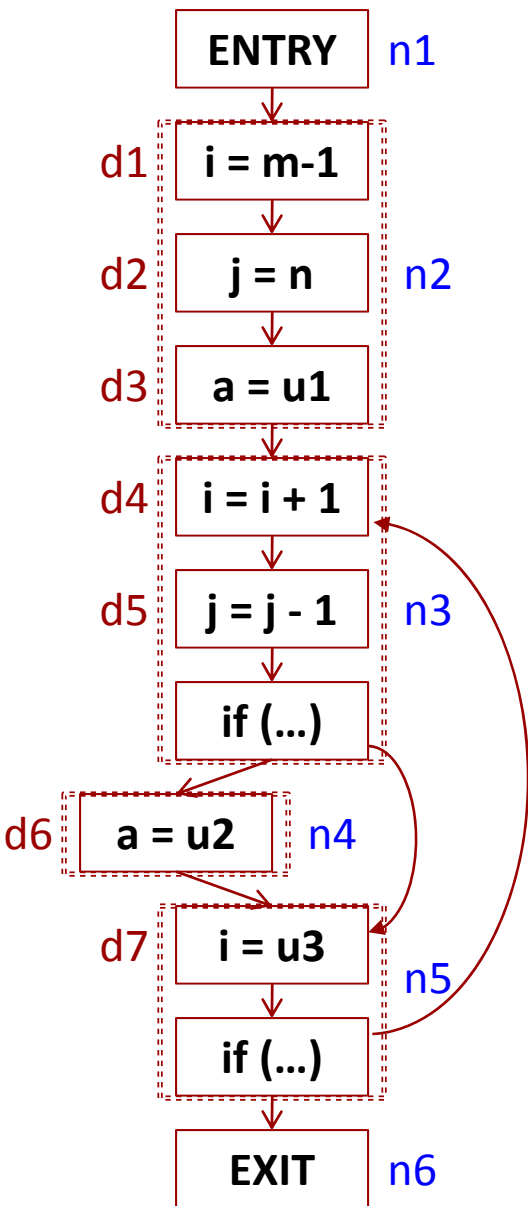 ENTRY n1
d1 i = m-1
d2 j = n n2
d3 a = u1
d4 i = i + 1
d5 j = j - 1 n3
if (...)
d6 a = u2 n4
d7 i = u3
n5
if (...)
EXIT n6